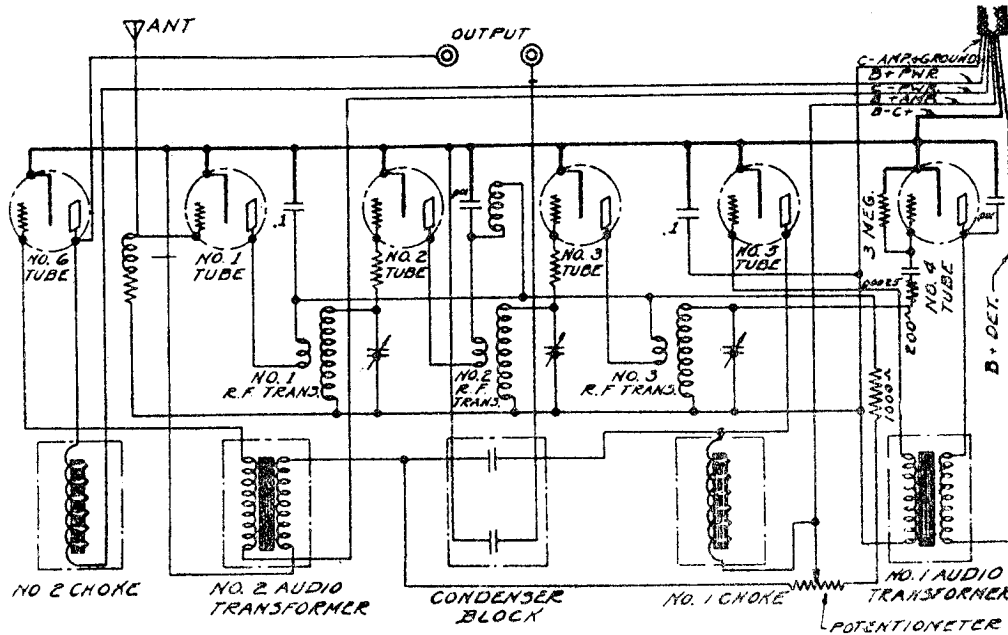 ANT
OUTPUT
C-AMP.+GROUND
B+PWR.
C-PWR.
B+AMP.
B-C+
.1
.001
.1
3 NEG.
.001
NO. 6
TUBE
NO. 1
TUBE
NO. 2
TUBE
NO. 3
TUBE
NO. 5
TUBE
NO. 4
TUBE
.00025
200~
B+DET.
NO. 1
R.F TRANS.
NO. 2
R.F
TRANS.
NO. 3
R.F TRANS.
1000Ω
NO 2 CHOKE
NO. 2 AUDIO
TRANSFORMER
CONDENSER
BLOCK
NO. 1 CHOKE
NO. 1 AUDIO
TRANSFORMER
POTENTIOMETER